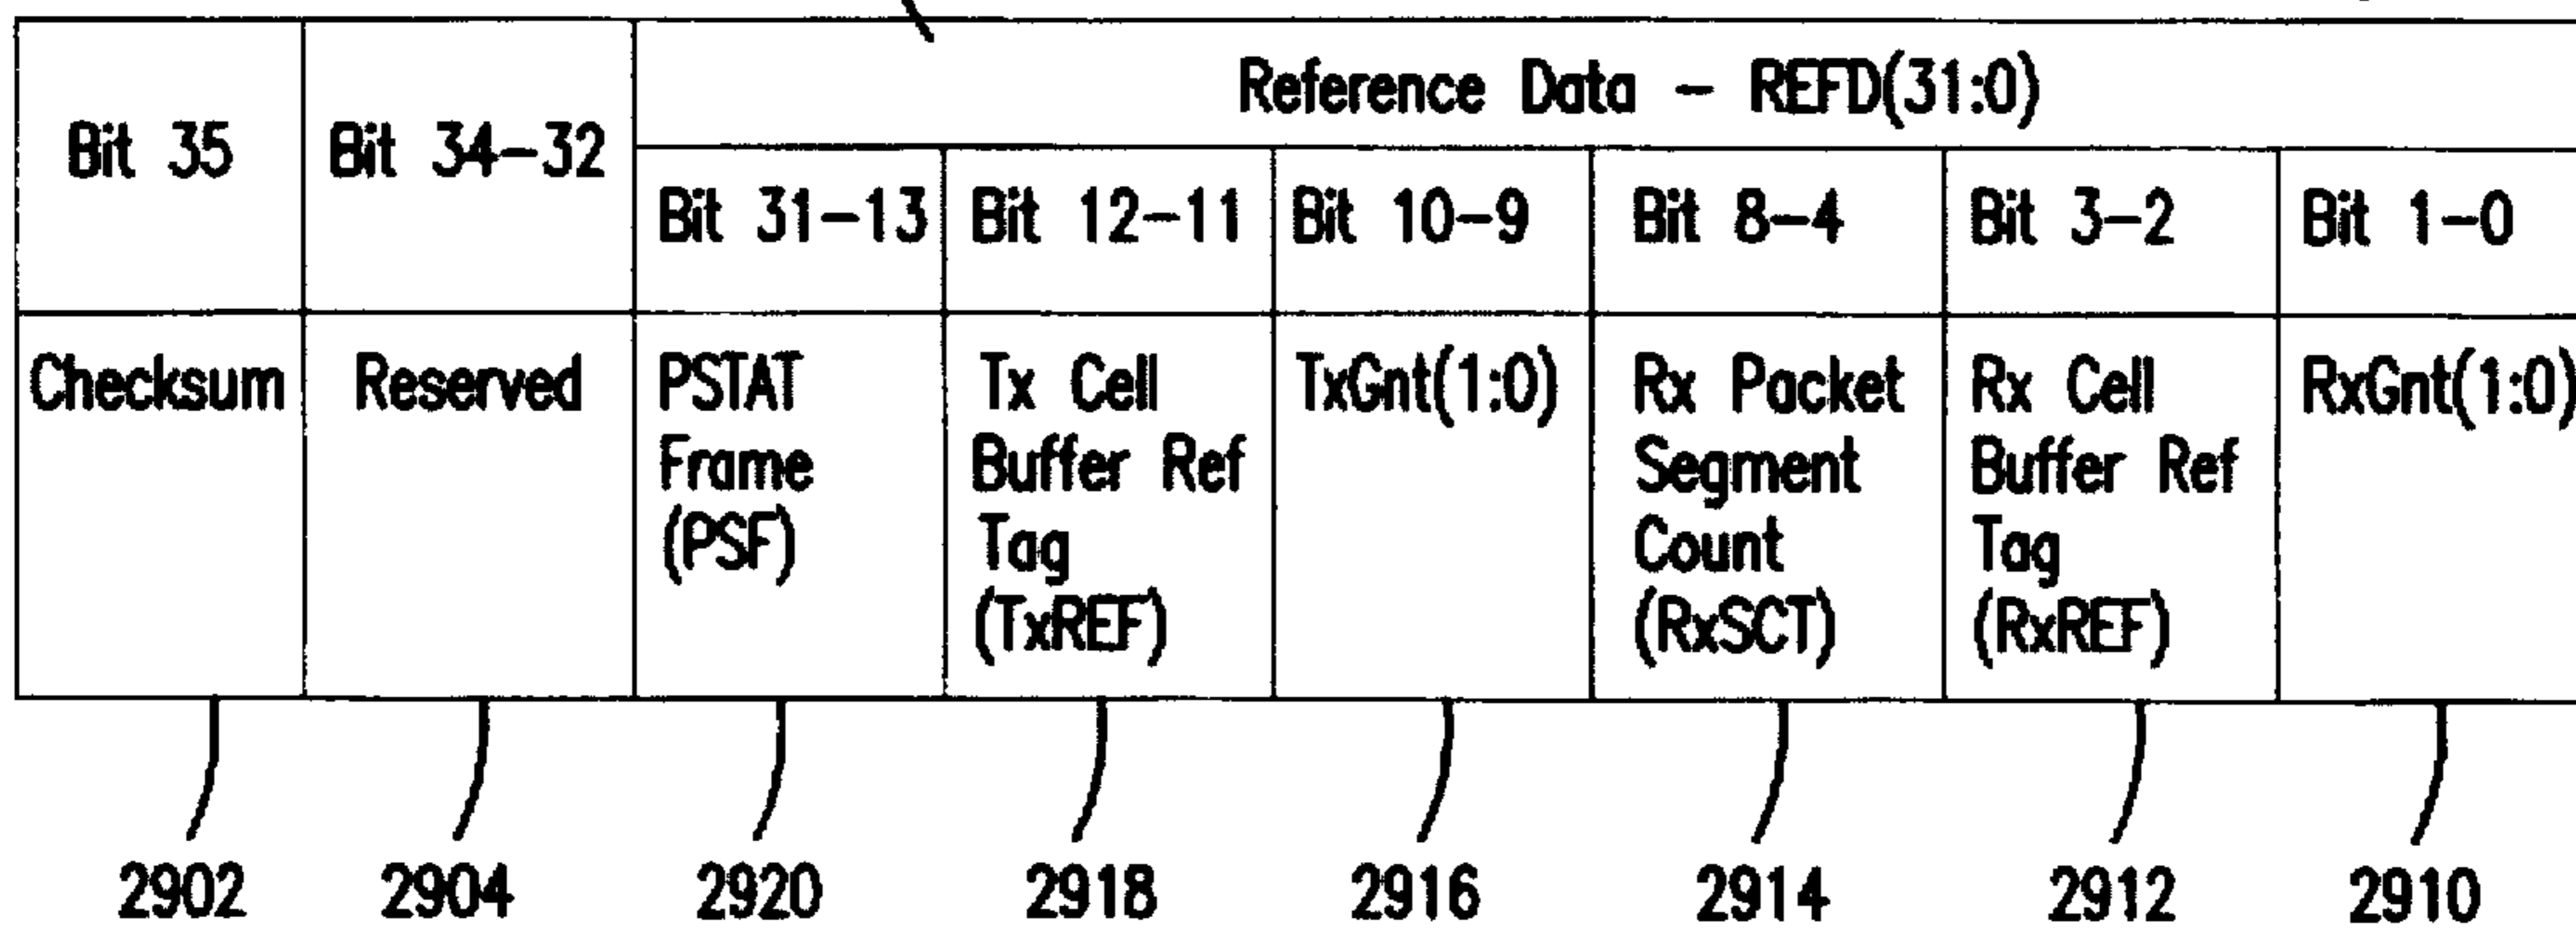 Bit 35
Bit 34-32
Reference Data - REFD(31:0)
Bit 31-13
Bit 12-11
Bit 10-9
Bit 8-4
Bit 3-2
Bit 1-0
Checksum
Reserved
PSTAT
Frame
(PSF)
Tx Cell
Buffer Ref
Tag
(TxREF)
TxGnt(1:0)
Rx Packet
Segment
Count
(RxSCT)
Rx Cell
Buffer Ref
Tag
(RxREF)
RxGnt(1:0)
2902
2904
2920
2918
2916
2914
2912
2910